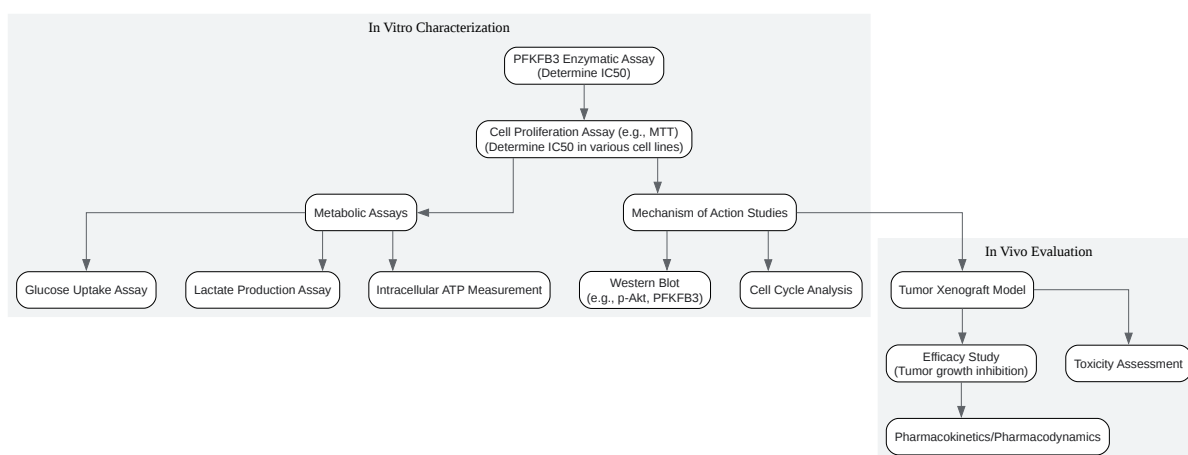 In Vitro Characterization
PFKFB3 Enzymatic Assay
(Determine IC50)
Cell Proliferation Assay (e.g., MTT)
(Determine IC50 in various cell lines)
Metabolic Assays
Mechanism of Action Studies
In Vivo Evaluation
Glucose Uptake Assay
Lactate Production Assay
Intracellular ATP Measurement
Western Blot
(e.g., p-Akt, PFKFB3)
Cell Cycle Analysis
Tumor Xenograft Model
Efficacy Study
(Tumor growth inhibition)
Toxicity Assessment
Pharmacokinetics/Pharmacodynamics